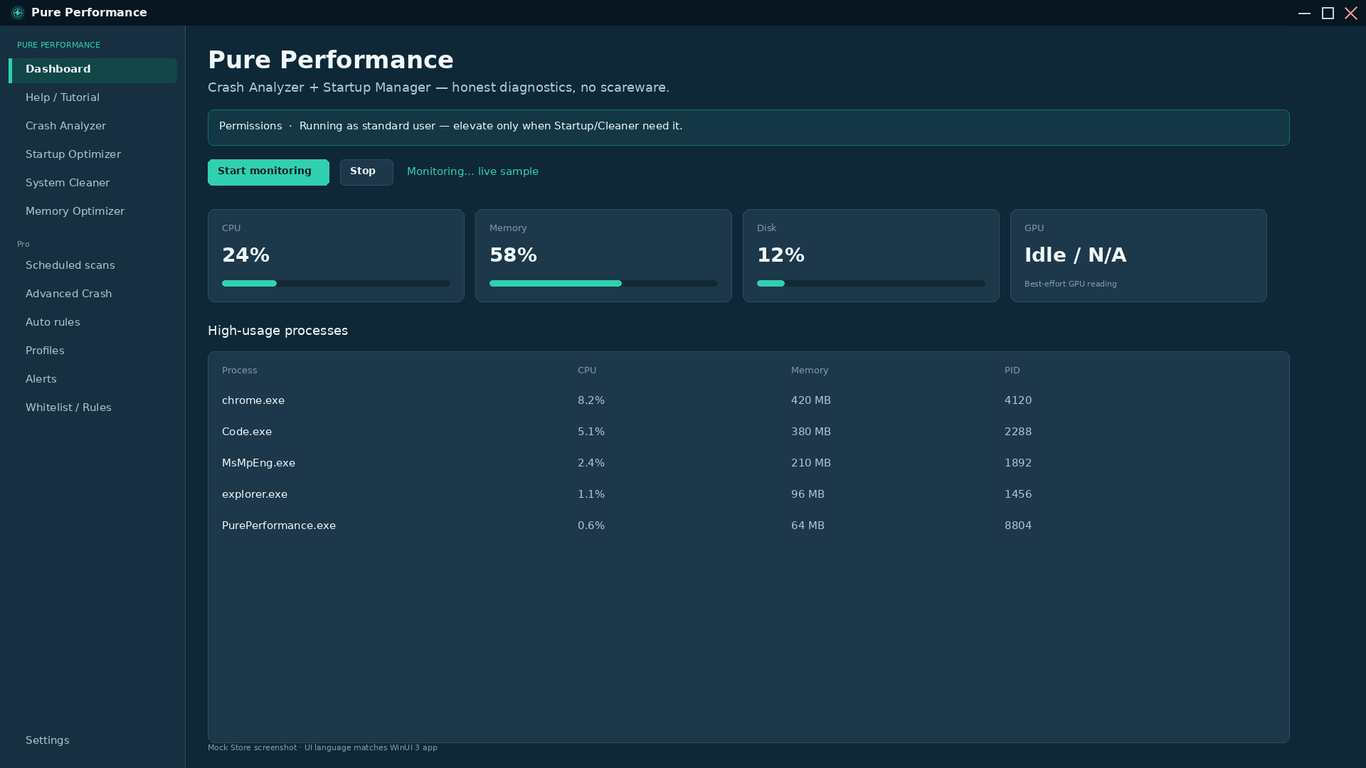 Pure Performance
PURE PERFORMANCE
Dashboard
Help / Tutorial
Crash Analyzer
Startup Optimizer
System Cleaner
Memory Optimizer
Pro
Scheduled scans
Advanced Crash
Auto rules
Profiles
Alerts
Whitelist / Rules
Settings
Pure Performance
Crash Analyzer + Startup Manager — honest diagnostics, no scareware.
Permissions · Running as standard user — elevate only when Startup/Cleaner need it.
Start monitoring Stop Monitoring... live sample
CPU Memory Disk GPU
24% 58% 12% Idle / N/A
Best-effort GPU reading
High-usage processes
Process CPU Memory PID
chrome.exe 8.2% 420 MB 4120
Code.exe 5.1% 380 MB 2288
MsMpEng.exe 2.4% 210 MB 1892
explorer.exe 1.1% 96 MB 1456
PurePerformance.exe 0.6% 64 MB 8804
Mock Store screenshot · UI language matches WinUI 3 app